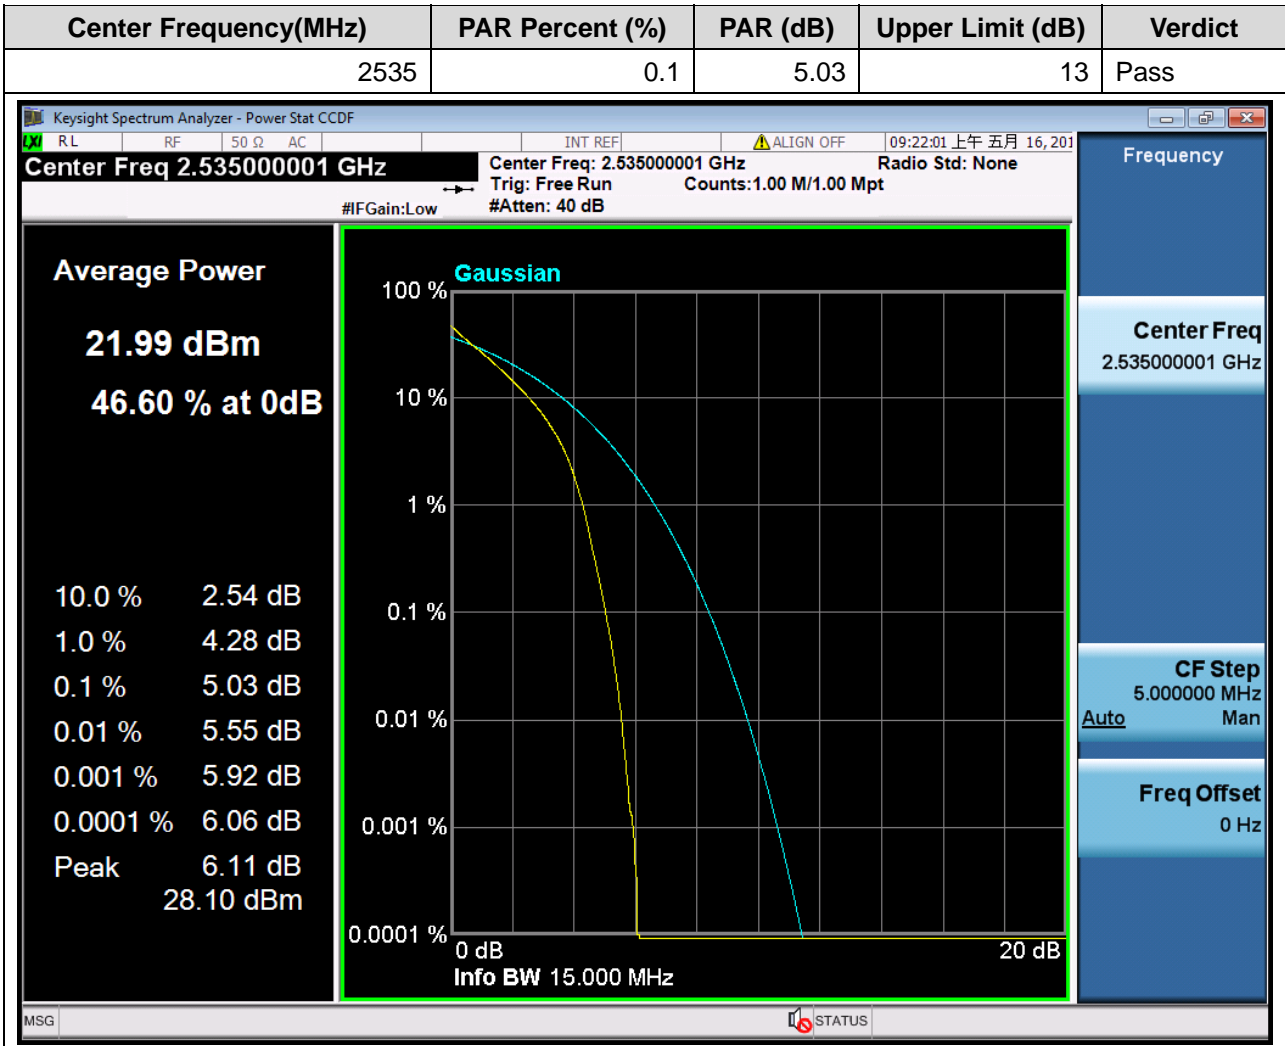 Center Frequency(MHz) PAR Percent (%) PAR (dB) Upper Limit (dB) Verdict
2535 0.1 5.03 13 Pass
Keysight Spectrum Analyzer - Power Stat CCDF
LXI RL RF 50 Ω AC INT REF ALIGN OFF 09:22:01 上午 五月 16, 201
Center Freq 2.535000001 GHz
#IFGain:Low
Center Freq: 2.535000001 GHz Radio Std: None
Trig: Free Run Counts:1.00 M/1.00 Mpt
#Atten: 40 dB
Average Power
21.99 dBm
46.60 % at 0dB
10.0 % 2.54 dB
1.0 % 4.28 dB
0.1 % 5.03 dB
0.01 % 5.55 dB
0.001 % 5.92 dB
0.0001 % 6.06 dB
Peak 6.11 dB
28.10 dBm
Gaussian
100 %
10 %
1 %
0.1 %
0.01 %
0.001 %
0.0001 %
0 dB 20 dB
Info BW 15.000 MHz
Frequency
Center Freq
2.535000001 GHz
CF Step
5.000000 MHz
Auto Man
Freq Offset
0 Hz
MSG STATUS